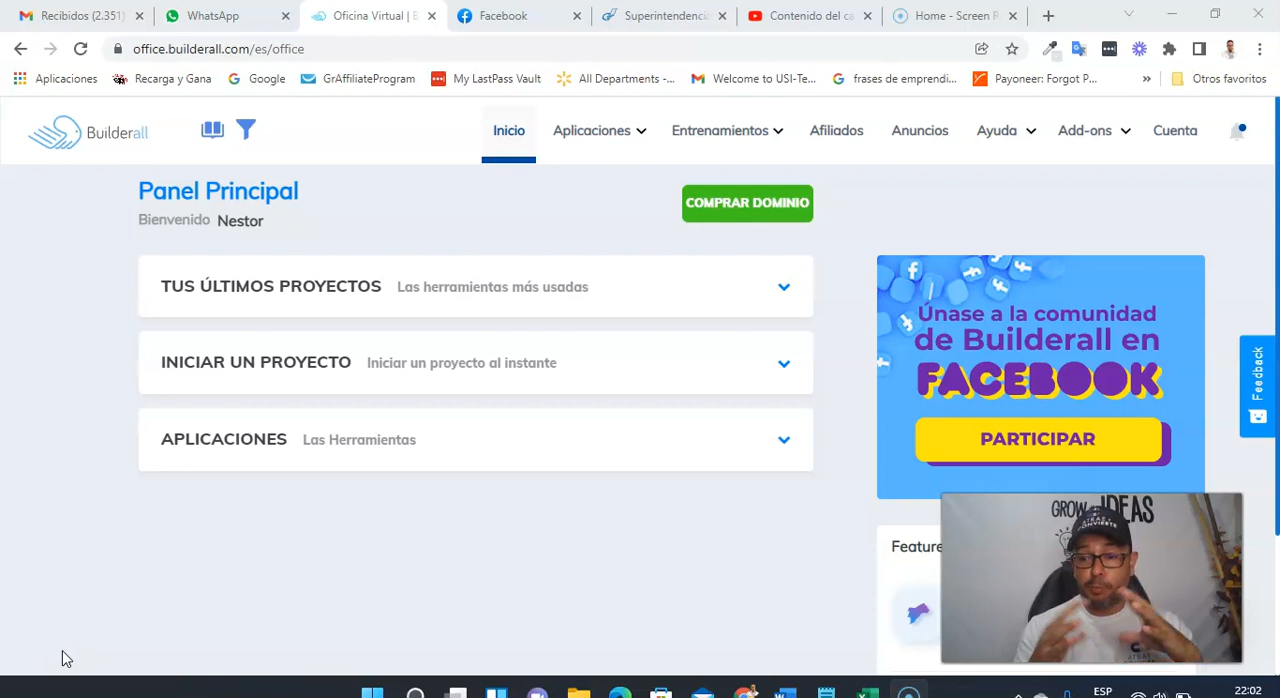 Recibidos (2.351)
WhatsApp
Oficina Virtual | B
Facebook
Superintendenci
Contenido del ca
Home - Screen R
office.builderall.com/es/office
Aplicaciones
Recarga y Gana
Google
GrAffiliateProgram
My LastPass Vault
All Departments -...
Welcome to USI-Te...
frases de emprendi...
Payoneer: Forgot P...
»
Otros favoritos
Builderall
Inicio
Aplicaciones
Entrenamientos
Afiliados
Anuncios
Ayuda
Add-ons
Cuenta
Panel Principal
Bienvenido Nestor
COMPRAR DOMINIO
TUS ÚLTIMOS PROYECTOS Las herramientas más usadas
INICIAR UN PROYECTO Iniciar un proyecto al instante
APLICACIONES Las Herramientas
Únase a la comunidad
de Builderall en
FACEBOOK
PARTICIPAR
Feedback
Feature
GROW IDEAS
ATRAE Y
CONVIERTE
ESP
22:02